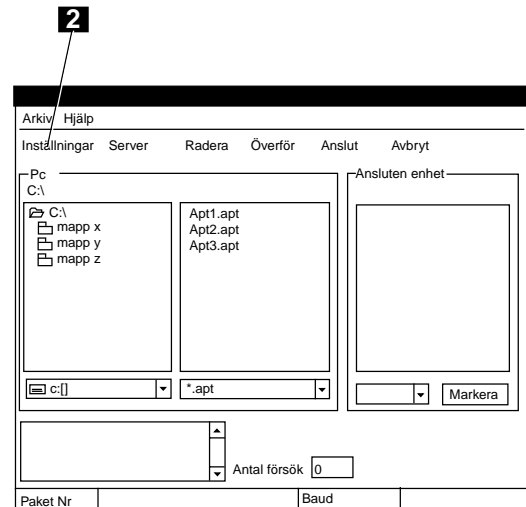 2
Arkiv Hjälp
Inställningar Server Radera Överför Anslut Avbryt
Pc
C:\
C:\
mapp x
mapp y
mapp z
Apt1.apt
Apt2.apt
Apt3.apt
c:[]
*.apt
Ansluten enhet
Markera
Antal försök 0
Paket Nr
Baud